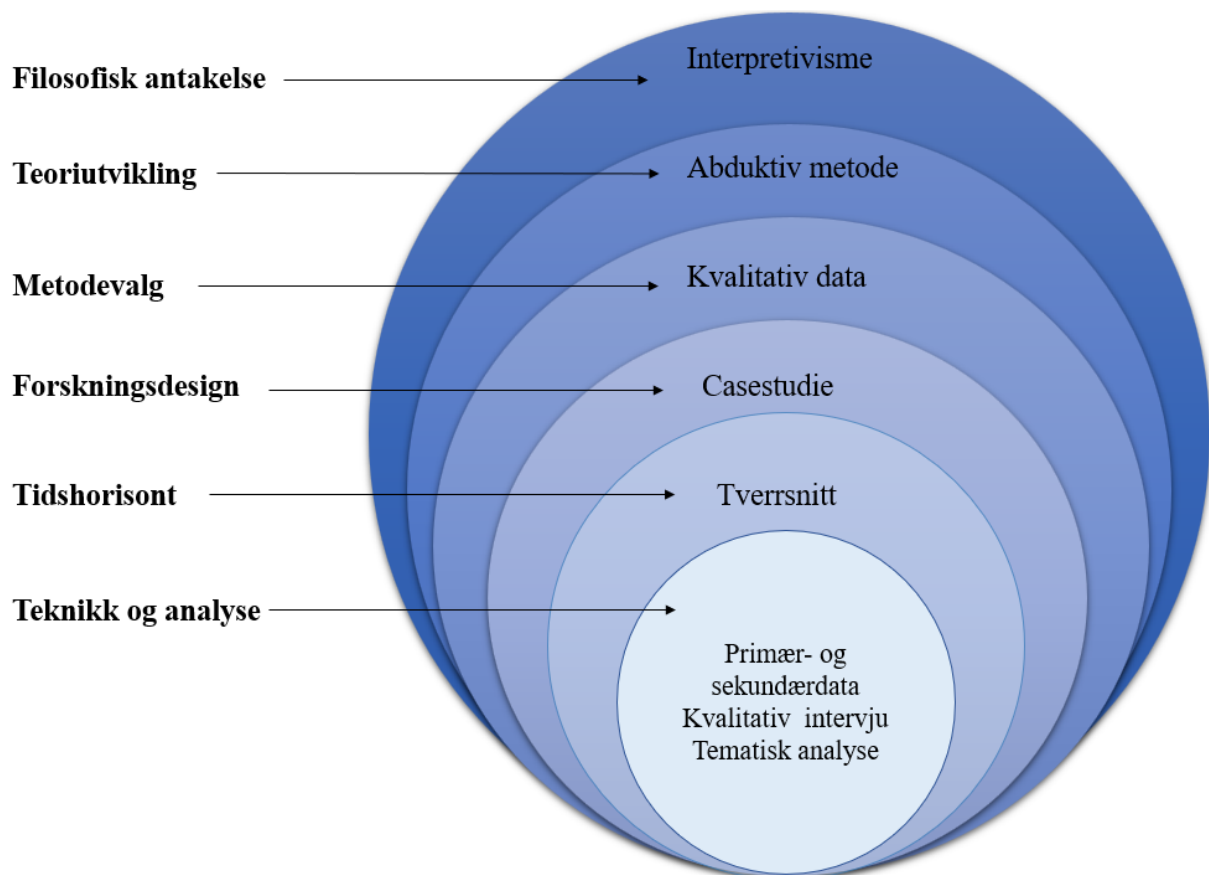 Filosofisk antakelse
Interpretivisme
Teoriutvikling
Abduktiv metode
Metodevalg
Kvalitativ data
Forskningsdesign
Casestudie
Tidshorisont
Tverrsnitt
Teknikk og analyse
Primær- og
sekundærdata
Kvalitativ intervju
Tematisk analyse